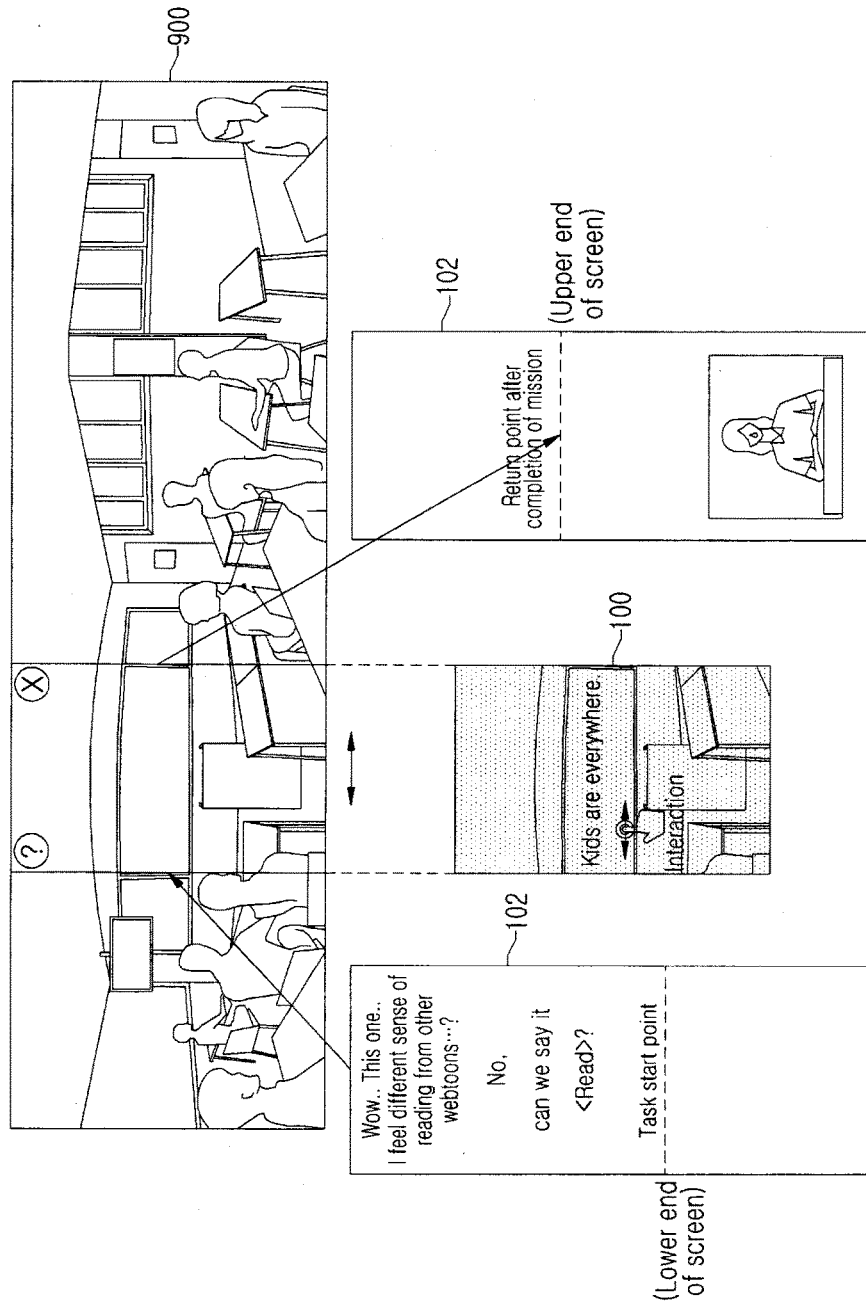 900
?
X
102
Wow.. This one..
I feel different sense of
reading from other
webtoons...?
No,
can we say it
<Read>?
Task start point
(Lower end
of screen)
100
Kids are everywhere.
Interaction
102
Return point after
completion of mission
(Upper end
of screen)